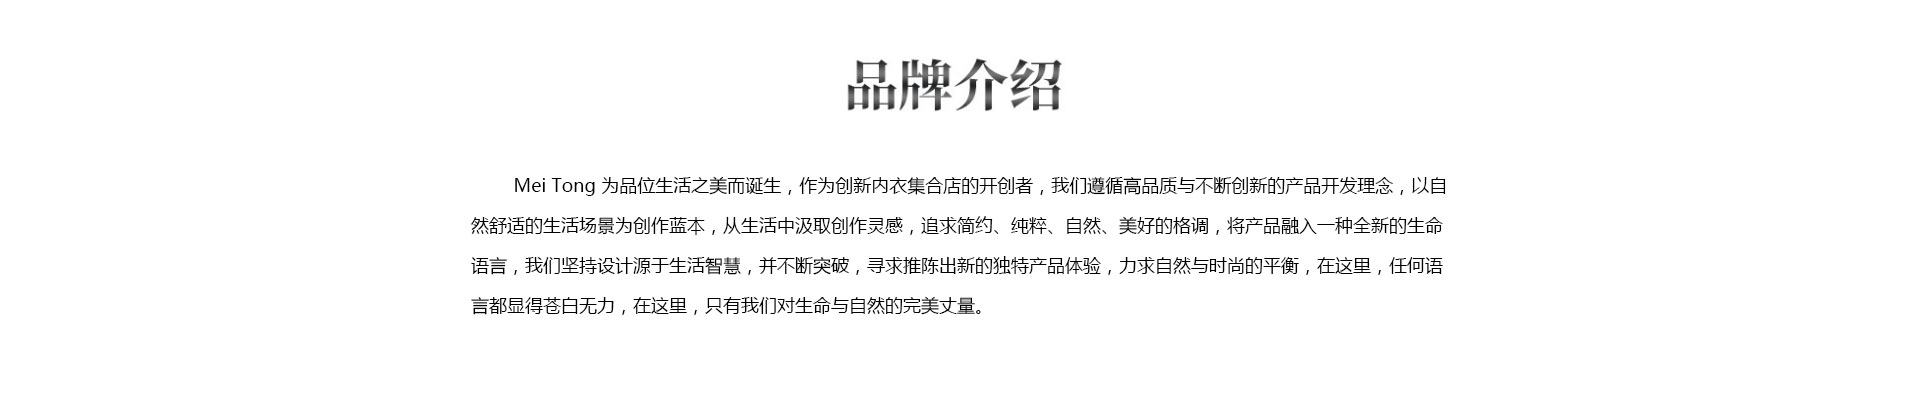 品牌介绍
Mei Tong 为品位生活之美而诞生，作为创新内衣集合店的开创者，我们遵循高品质与不断创新的产品开发理念，以自
然舒适的生活场景为创作蓝本，从生活中汲取创作灵感，追求简约、纯粹、自然、美好的格调，将产品融入一种全新的生命
语言，我们坚持设计源于生活智慧，并不断突破，寻求推陈出新的独特产品体验，力求自然与时尚的平衡，在这里，任何语
言都显得苍白无力，在这里，只有我们对生命与自然的完美丈量。